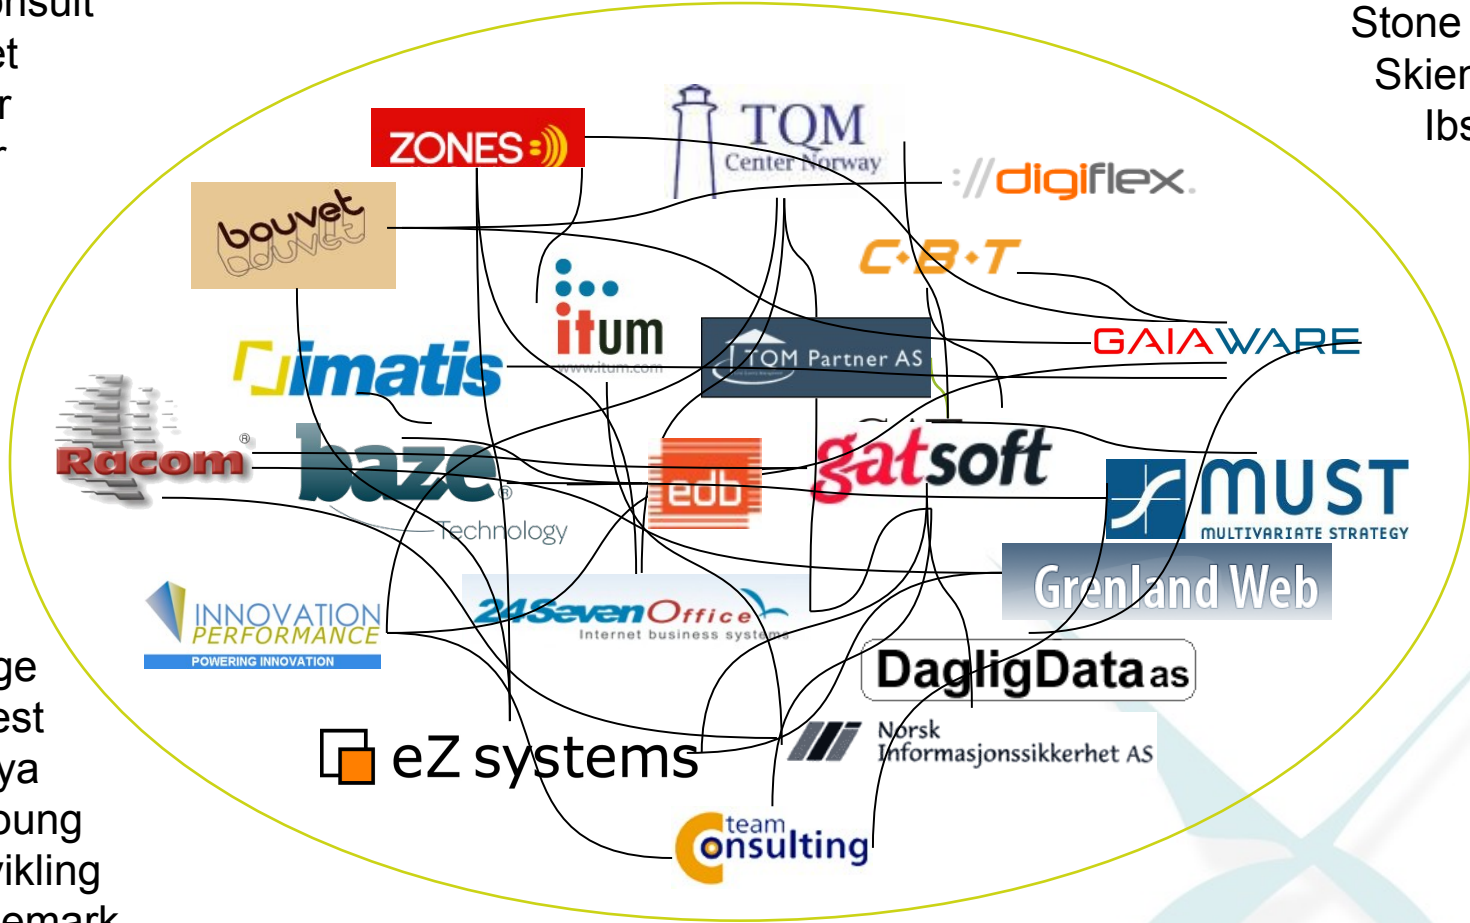 Stone
ZONES
TQM
Center Norway
://digiflex.
bouvet
bouvet
C·B·T
itum
www.itum.com
TQM Partner AS
GAIAWARE
imatis
Racom®
baze®
Technology
edb
gatsoft
MUST
MULTIVARIATE STRATEGY
Grenland Web
INNOVATION
PERFORMANCE
POWERING INNOVATION
24SevenOffice
Internet business systems
DagligData as
eZ systems
Norsk
Informasjonssikkerhet AS
team
Consulting